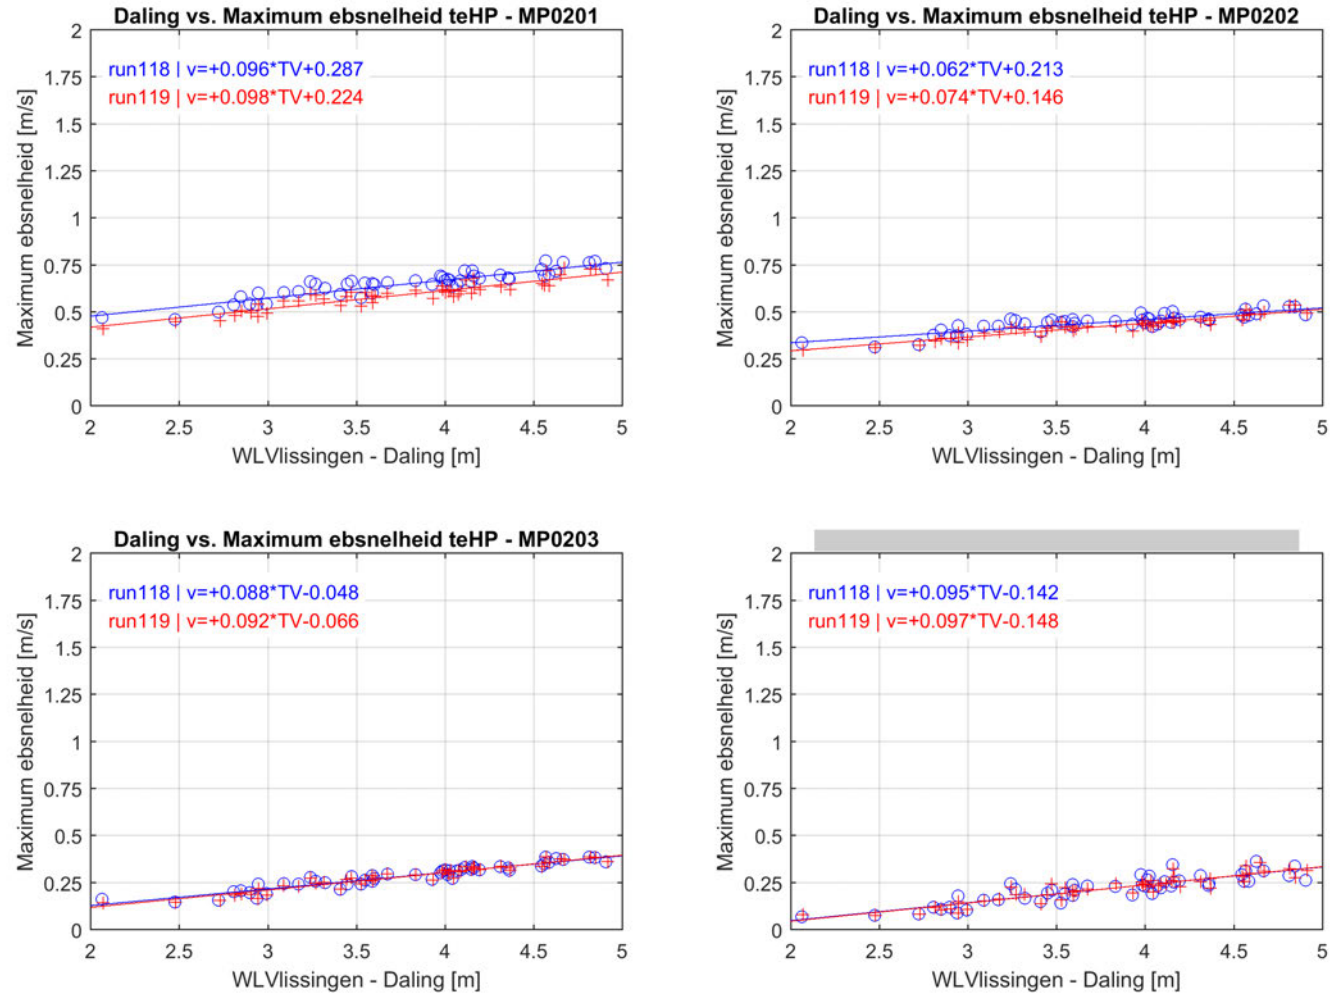 Daling vs. Maximum ebsnelheid teHP - MP0201
2
1.75
1.5
1.25
1
0.75
0.5
0.25
0
Maximum ebsnelheid [m/s]
run118 | v=+0.096*TV+0.287
run119 | v=+0.098*TV+0.224
2 2.5 3 3.5 4 4.5 5
WLVlissingen - Daling [m]
Daling vs. Maximum ebsnelheid teHP - MP0202
2
1.75
1.5
1.25
1
0.75
0.5
0.25
0
Maximum ebsnelheid [m/s]
run118 | v=+0.062*TV+0.213
run119 | v=+0.074*TV+0.146
2 2.5 3 3.5 4 4.5 5
WLVlissingen - Daling [m]
Daling vs. Maximum ebsnelheid teHP - MP0203
2
1.75
1.5
1.25
1
0.75
0.5
0.25
0
Maximum ebsnelheid [m/s]
run118 | v=+0.088*TV-0.048
run119 | v=+0.092*TV-0.066
2 2.5 3 3.5 4 4.5 5
WLVlissingen - Daling [m]
2
1.75
1.5
1.25
1
0.75
0.5
0.25
0
Maximum ebsnelheid [m/s]
run118 | v=+0.095*TV-0.142
run119 | v=+0.097*TV-0.148
2 2.5 3 3.5 4 4.5 5
WLVlissingen - Daling [m]